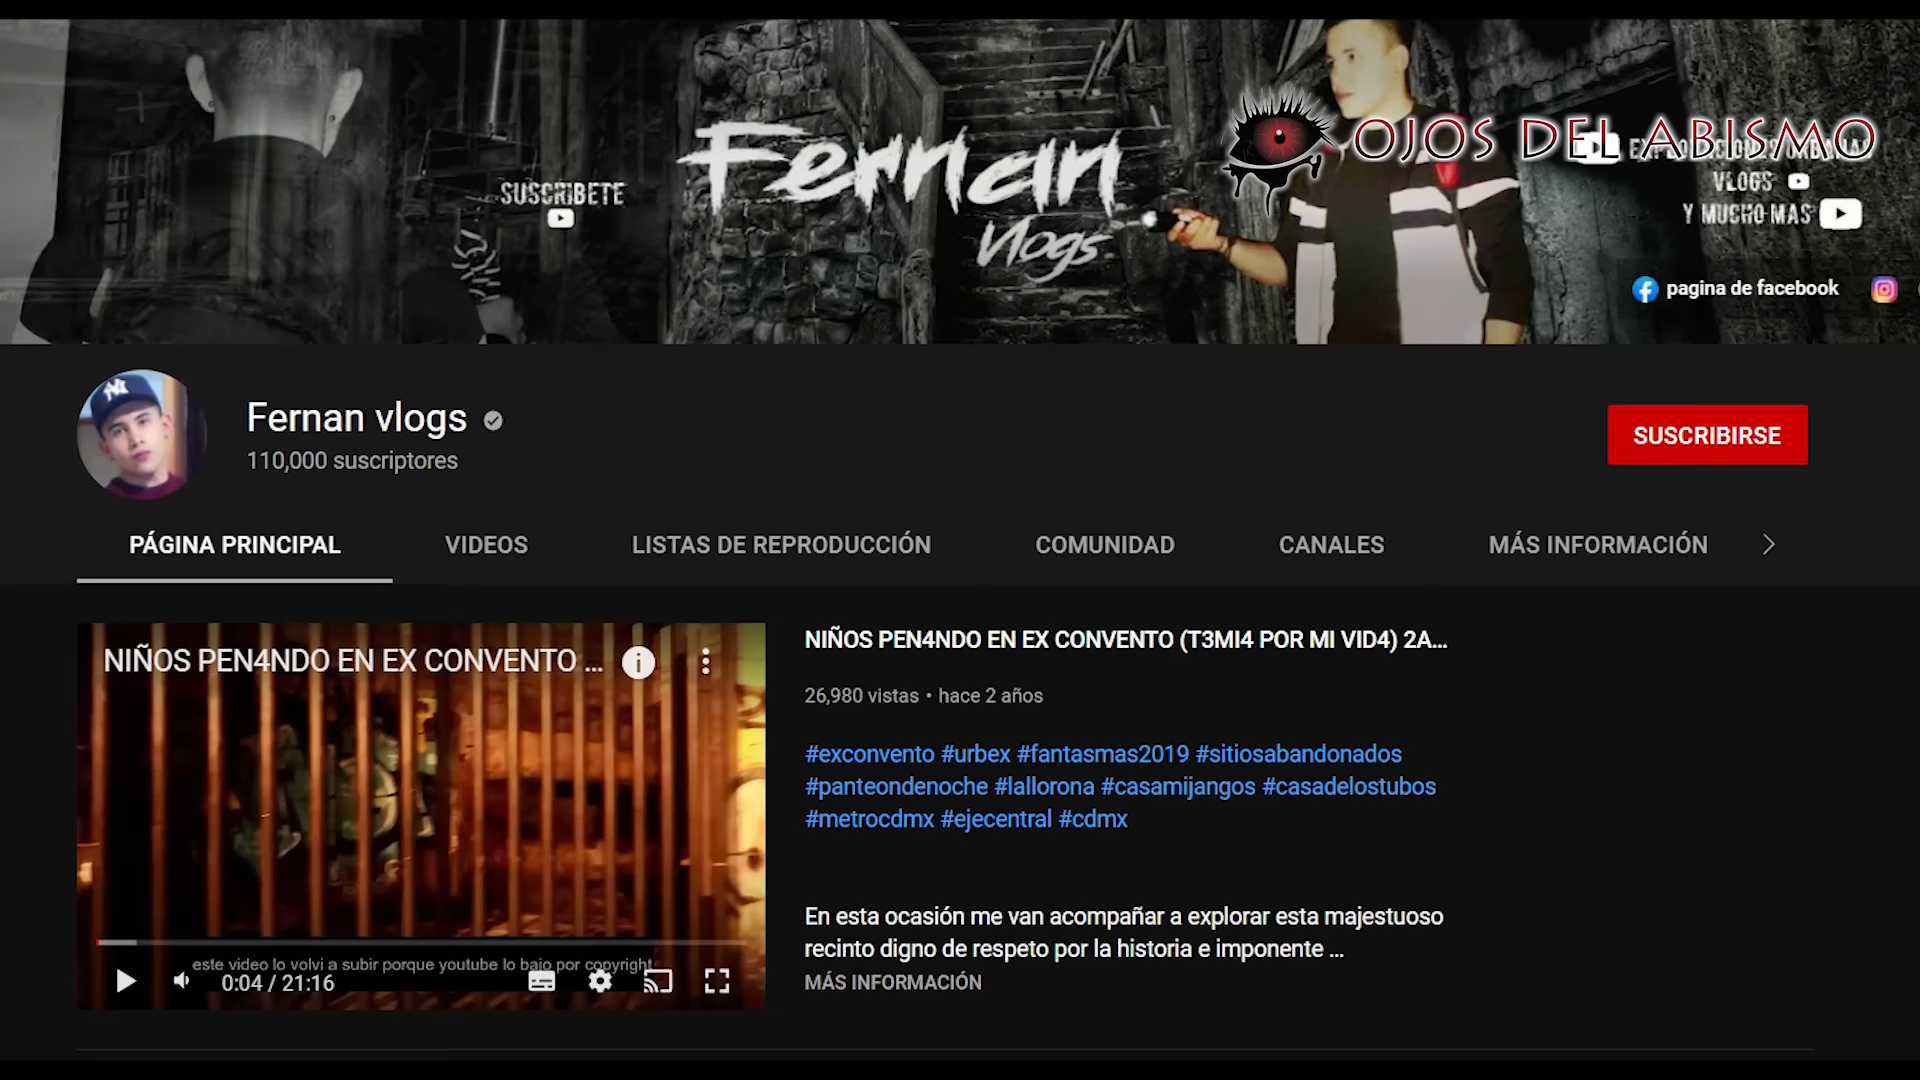 Fernan
Vlogs
SUSCRIBETE
OJOS DEL ABISMO
VLOGS
Y MUCHO MAS
pagina de facebook
NY
Fernan vlogs
110,000 suscriptores
SUSCRIBIRSE
PÁGINA PRINCIPAL
VIDEOS
LISTAS DE REPRODUCCIÓN
COMUNIDAD
CANALES
MÁS INFORMACIÓN
NIÑOS PEN4NDO EN EX CONVENTO ...
este video lo volvi a subir porque youtube lo bajo por copyright
0:04 / 21:16
NIÑOS PEN4NDO EN EX CONVENTO (T3MI4 POR MI VID4) 2A...
26,980 vistas • hace 2 años
#exconvento #urbex #fantasmas2019 #sitiosabandonados
#panteondenoche #lallorona #casamijangos #casadelostubos
#metrocdmx #ejecentral #cdmx
En esta ocasión me van acompañar a explorar esta majestuoso
recinto digno de respeto por la historia e imponente ...
MÁS INFORMACIÓN